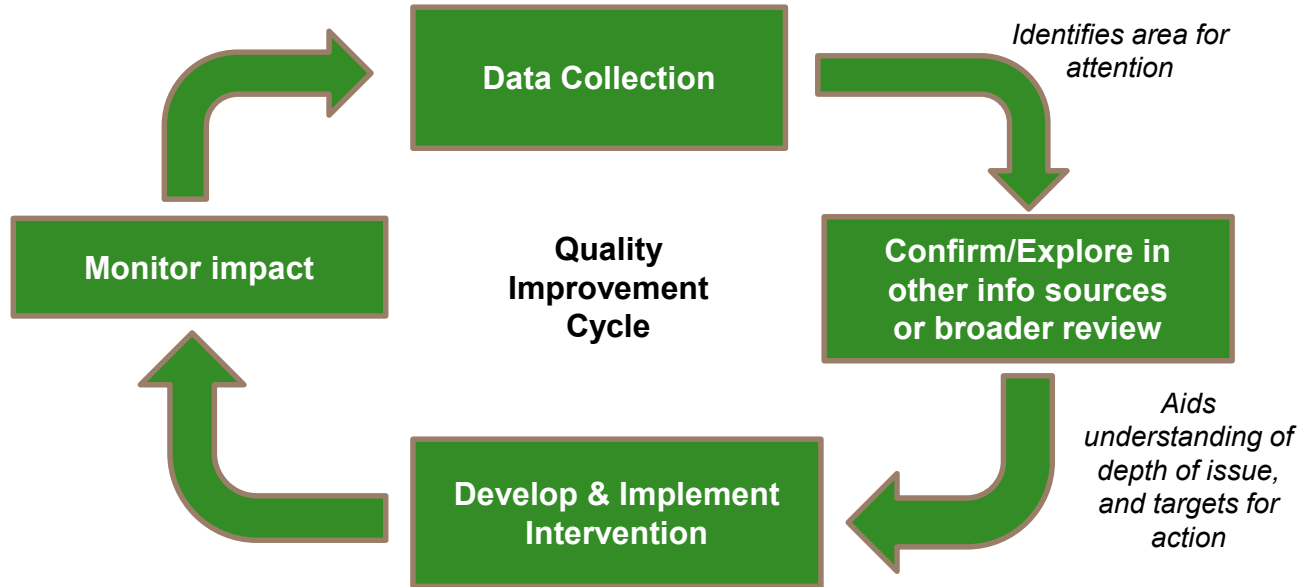 Data Collection
Identifies area for
attention
Confirm/Explore in
other info sources
or broader review
Aids
understanding of
depth of issue,
and targets for
action
Develop & Implement
Intervention
Monitor impact
Quality
Improvement
Cycle